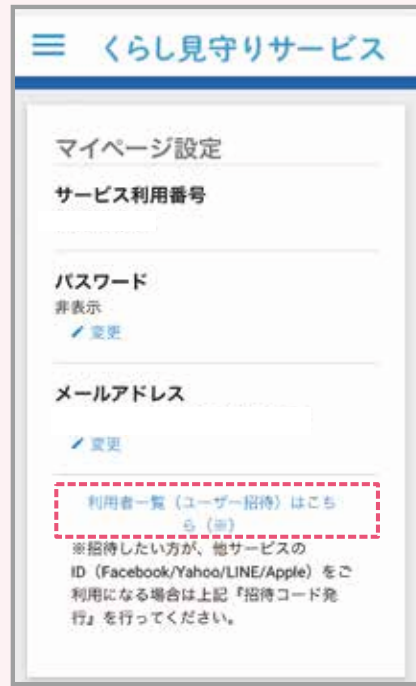 くらし見守りサービス
マイページ設定
サービス利用番号
パスワード
非表示
変更
メールアドレス
変更
利用者一覧（ユーザー招待）はこち
ら（※）
※招待したい方が、他サービスの
ID（Facebook/Yahoo/LINE/Apple）をご
利用になる場合は上記『招待コード発
行』を行ってください。